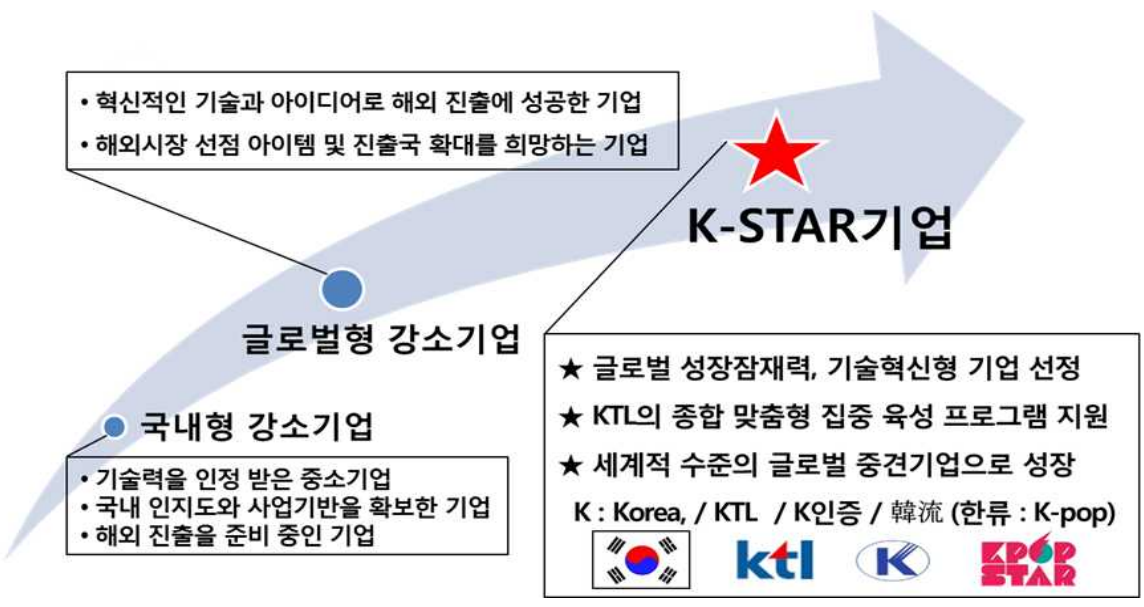 • 혁신적인 기술과 아이디어로 해외 진출에 성공한 기업
• 해외시장 선점 아이템 및 진출국 확대를 희망하는 기업
K-STAR기업
글로벌형 강소기업
국내형 강소기업
• 기술력을 인정 받은 중소기업
• 국내 인지도와 사업기반을 확보한 기업
• 해외 진출을 준비 중인 기업
★ 글로벌 성장잠재력, 기술혁신형 기업 선정
★ KTL의 종합 맞춤형 집중 육성 프로그램 지원
★ 세계적 수준의 글로벌 중견기업으로 성장
K : Korea, / KTL / K인증 / 韓流 (한류 : K-pop)
ktl
K
KPOP
STAR